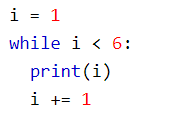 i = 1
while i < 6:
  print(i)
  i += 1